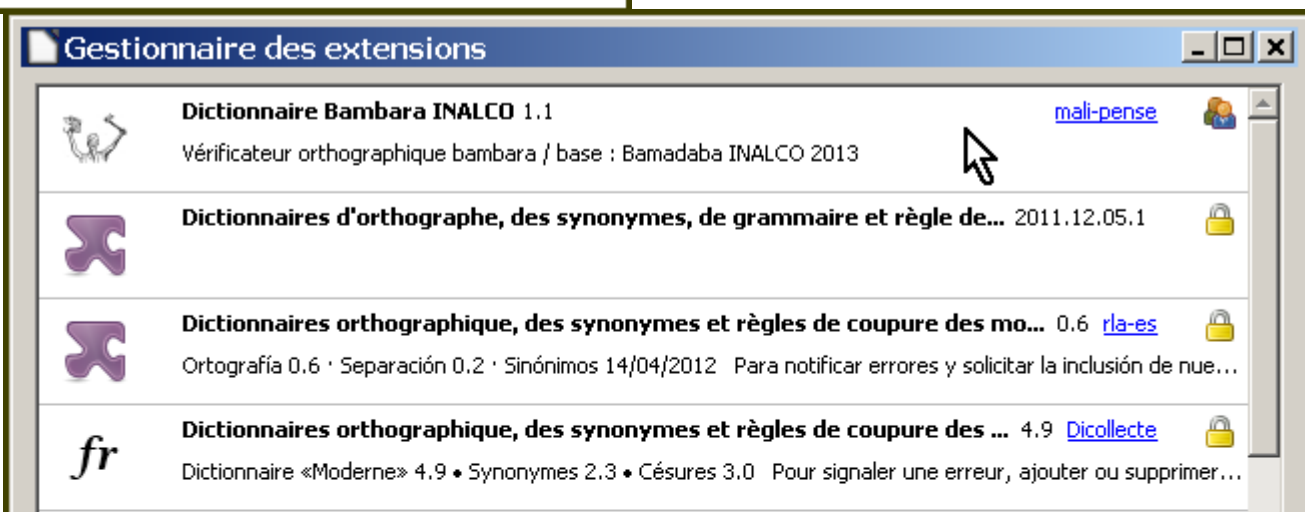 Gestionnaire des extensions
Dictionnaire Bambara INALCO 1.1 mali-pense
Vérificateur orthographique bambara / base : Bamadaba INALCO 2013
Dictionnaires d'orthographe, des synonymes, de grammaire et règle de... 2011.12.05.1
Dictionnaires orthographique, des synonymes et règles de coupure des mo... 0.6 rla-es
Ortografía 0.6 · Separación 0.2 · Sinónimos 14/04/2012 Para notificar errores y solicitar la inclusión de nue...
fr
Dictionnaires orthographique, des synonymes et règles de coupure des ... 4.9 Dicollecte
Dictionnaire «Moderne» 4.9 • Synonymes 2.3 • Césures 3.0 Pour signaler une erreur, ajouter ou supprimer...